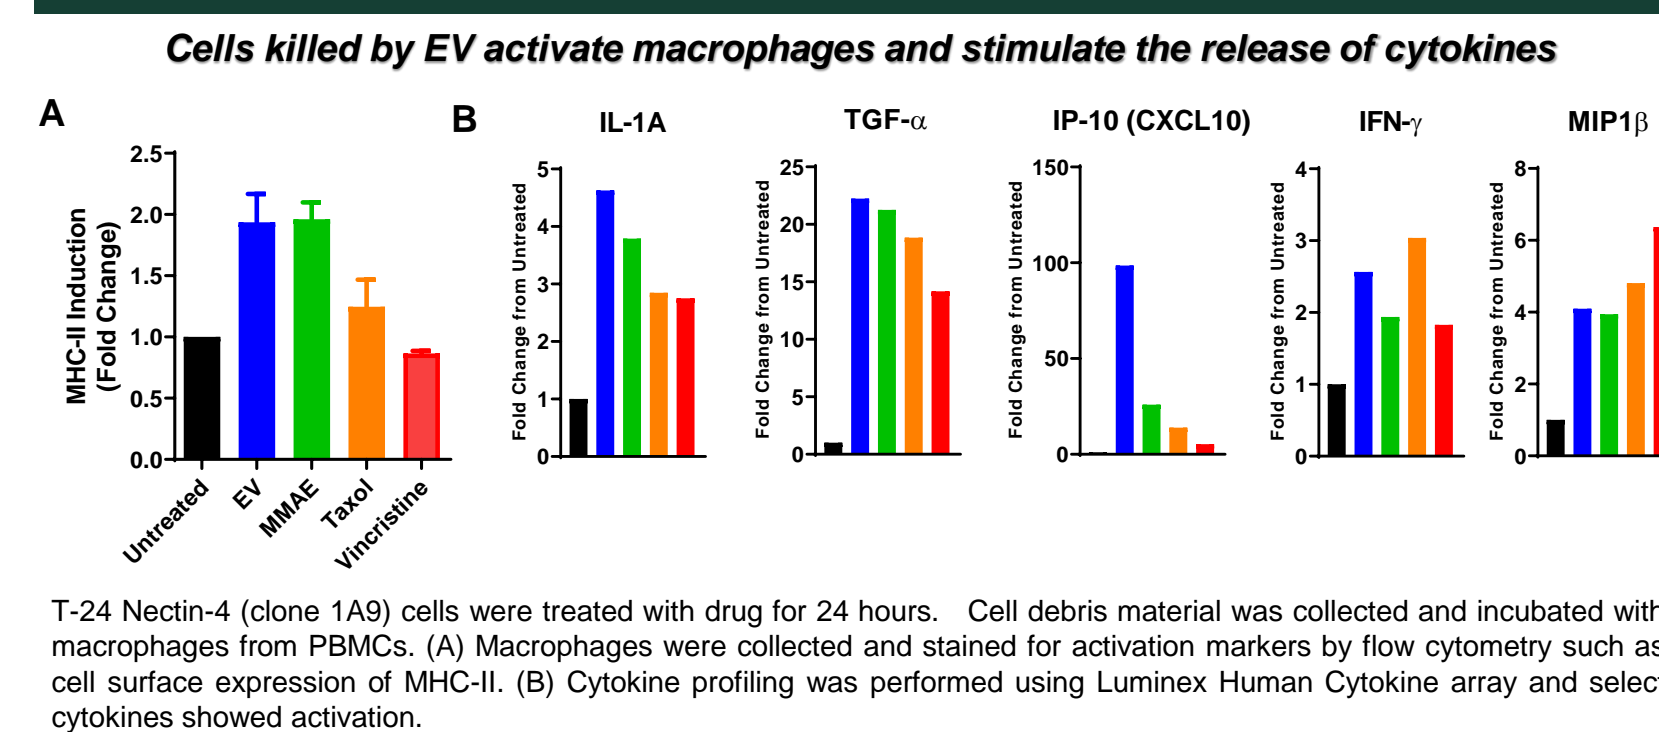 Cells killed by EV activate macrophages and stimulate the release of cytokines
A
B
IL-1A
TGF-α
IP-10 (CXCL10)
IFN-γ
MIP1β
MHC-II Induction
(Fold Change)
2.5
2.0
1.5
1.0
0.5
0.0
Untreated
EV
MMAE
Taxol
Vincristine
Fold Change from Untreated
5
4
3
2
1
0
Fold Change from Untreated
25
20
15
10
5
0
Fold Change from Untreated
150
100
50
0
Fold Change from Untreated
4
3
2
1
0
Fold Change from Untreated
8
6
4
2
0
T-24 Nectin-4 (clone 1A9) cells were treated with drug for 24 hours. Cell debris material was collected and incubated with
macrophages from PBMCs. (A) Macrophages were collected and stained for activation markers by flow cytometry such as
cell surface expression of MHC-II. (B) Cytokine profiling was performed using Luminex Human Cytokine array and select
cytokines showed activation.